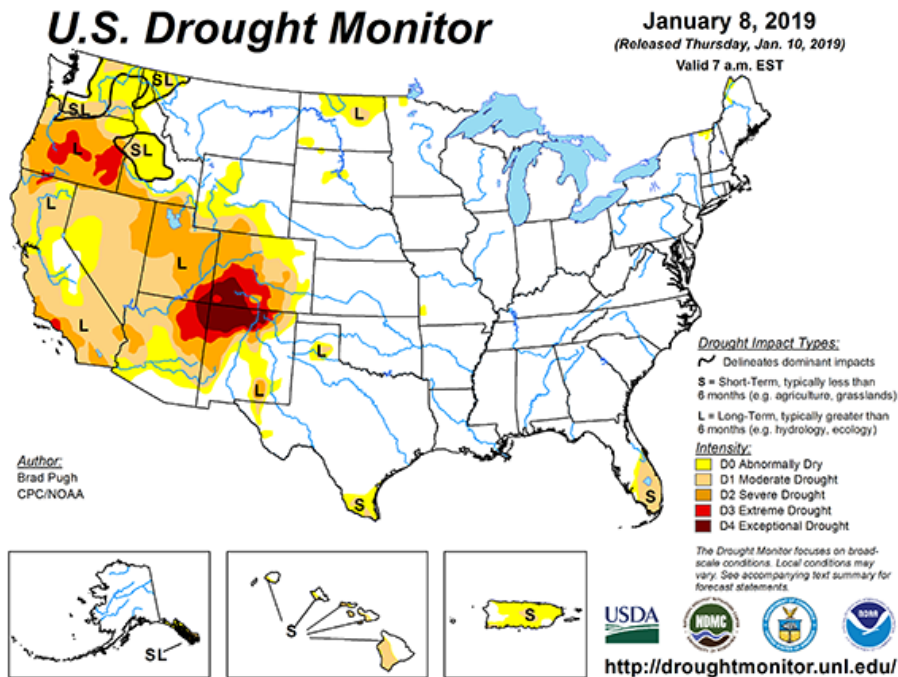 U.S. Drought Monitor
January 8, 2019
(Released Thursday, Jan. 10, 2019)
Valid 7 a.m. EST
SL
SL
L
L
SL
L
L
L
L
L
S
S
Drought Impact Types:
Delineates dominant impacts
S = Short-Term, typically less than
6 months (e.g. agriculture, grasslands)
L = Long-Term, typically greater than
6 months (e.g. hydrology, ecology)
Intensity:
D0 Abnormally Dry
D1 Moderate Drought
D2 Severe Drought
D3 Extreme Drought
D4 Exceptional Drought
Author:
Brad Pugh
CPC/NOAA
The Drought Monitor focuses on broad-
scale conditions. Local conditions may
vary. See accompanying text summary for
forecast statements.
SL
S
S
USDA
NDMC
NOAA
http://droughtmonitor.unl.edu/